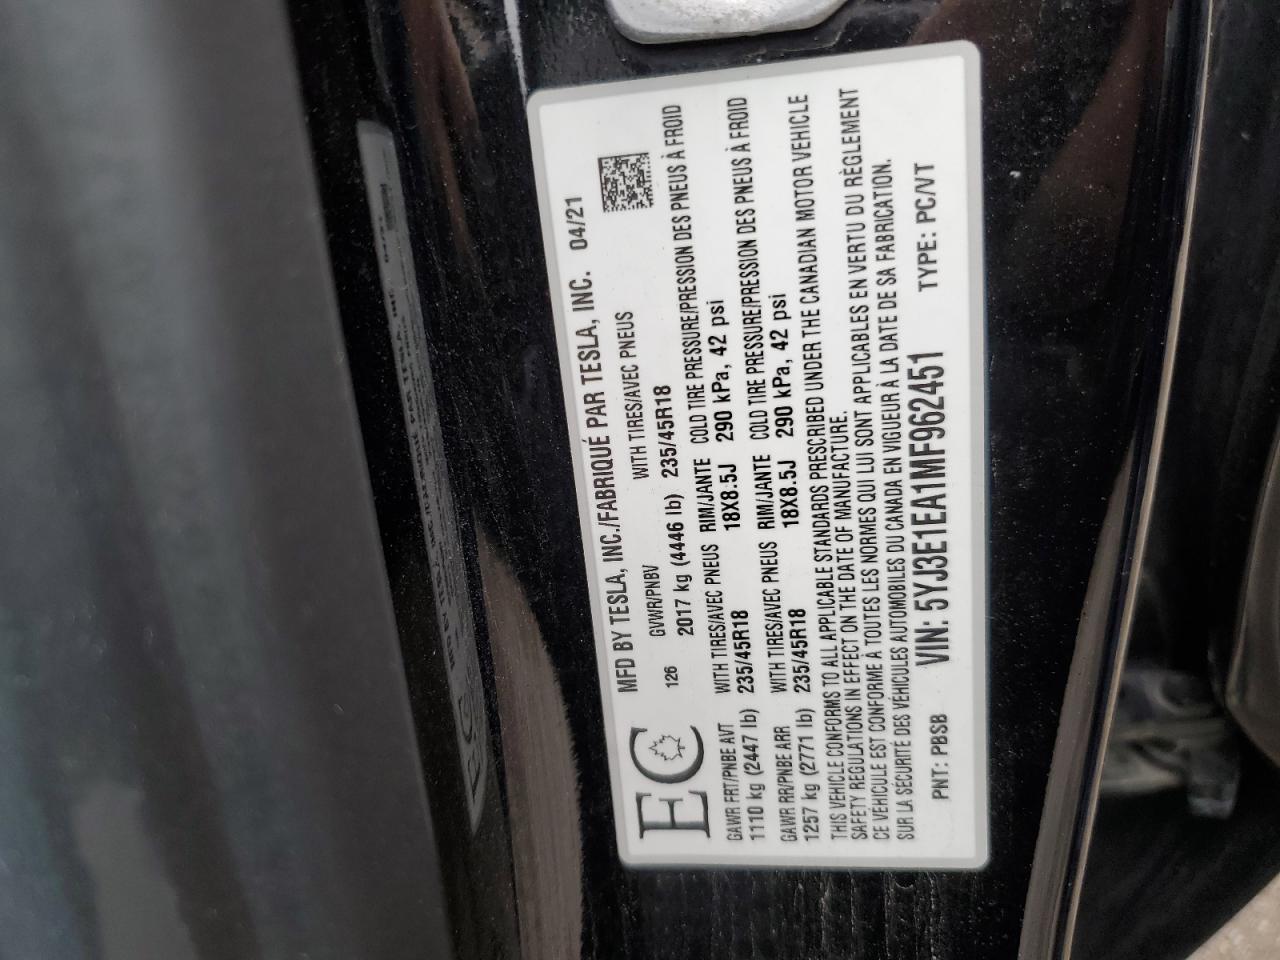 MFD BY TESLA, INC./FABRIQUÉ PAR TESLA, INC. 04/21
EC
126 GVWR/PNBV WITH TIRES/AVEC PNEUS
2017 kg (4446 lb) 235/45R18
GAWR FRT/PNBE AVT WITH TIRES/AVEC PNEUS RIM/JANTE COLD TIRE PRESSURE/PRESSION DES PNEUS À FROID
1110 kg (2447 lb) 235/45R18 18X8.5J 290 kPa, 42 psi
GAWR RR/PNBE ARR WITH TIRES/AVEC PNEUS RIM/JANTE COLD TIRE PRESSURE/PRESSION DES PNEUS À FROID
1257 kg (2771 lb) 235/45R18 18X8.5J 290 kPa, 42 psi
THIS VEHICLE CONFORMS TO ALL APPLICABLE STANDARDS PRESCRIBED UNDER THE CANADIAN MOTOR VEHICLE
SAFETY REGULATIONS IN EFFECT ON THE DATE OF MANUFACTURE.
CE VÉHICULE EST CONFORME À TOUTES LES NORMES QUI LUI SONT APPLICABLES EN VERTU DU RÈGLEMENT
SUR LA SÉCURITÉ DES VÉHICULES AUTOMOBILES DU CANADA EN VIGUEUR À LA DATE DE SA FABRICATION.
PNT: PBSB VIN: 5YJ3E1EA1MF962451 TYPE: PC/VT